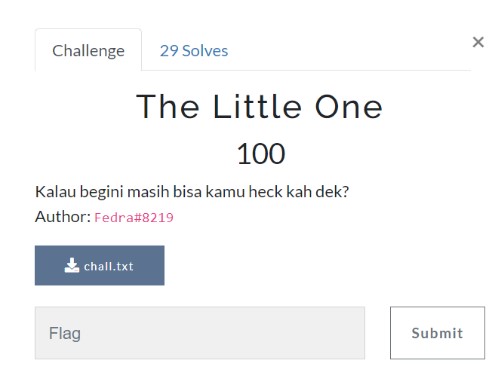 Challenge
29 Solves
×
The Little One
100
Kalau begini masih bisa kamu heck kah dek?
Author: Fedra#8219
chall.txt
Flag
Submit